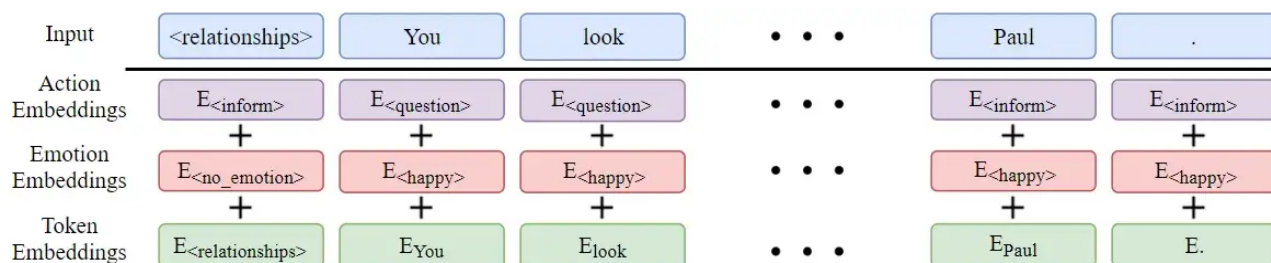 Input <relationships> You look • • • Paul .
Action Embeddings E<inform> E<question> E<question> • • • E<inform> E<inform>
+ + + + +
Emotion Embeddings E<no_emotion> E<happy> E<happy> • • • E<happy> E<happy>
+ + + + +
Token Embeddings E<relationships> EYou Elook • • • EPaul E.